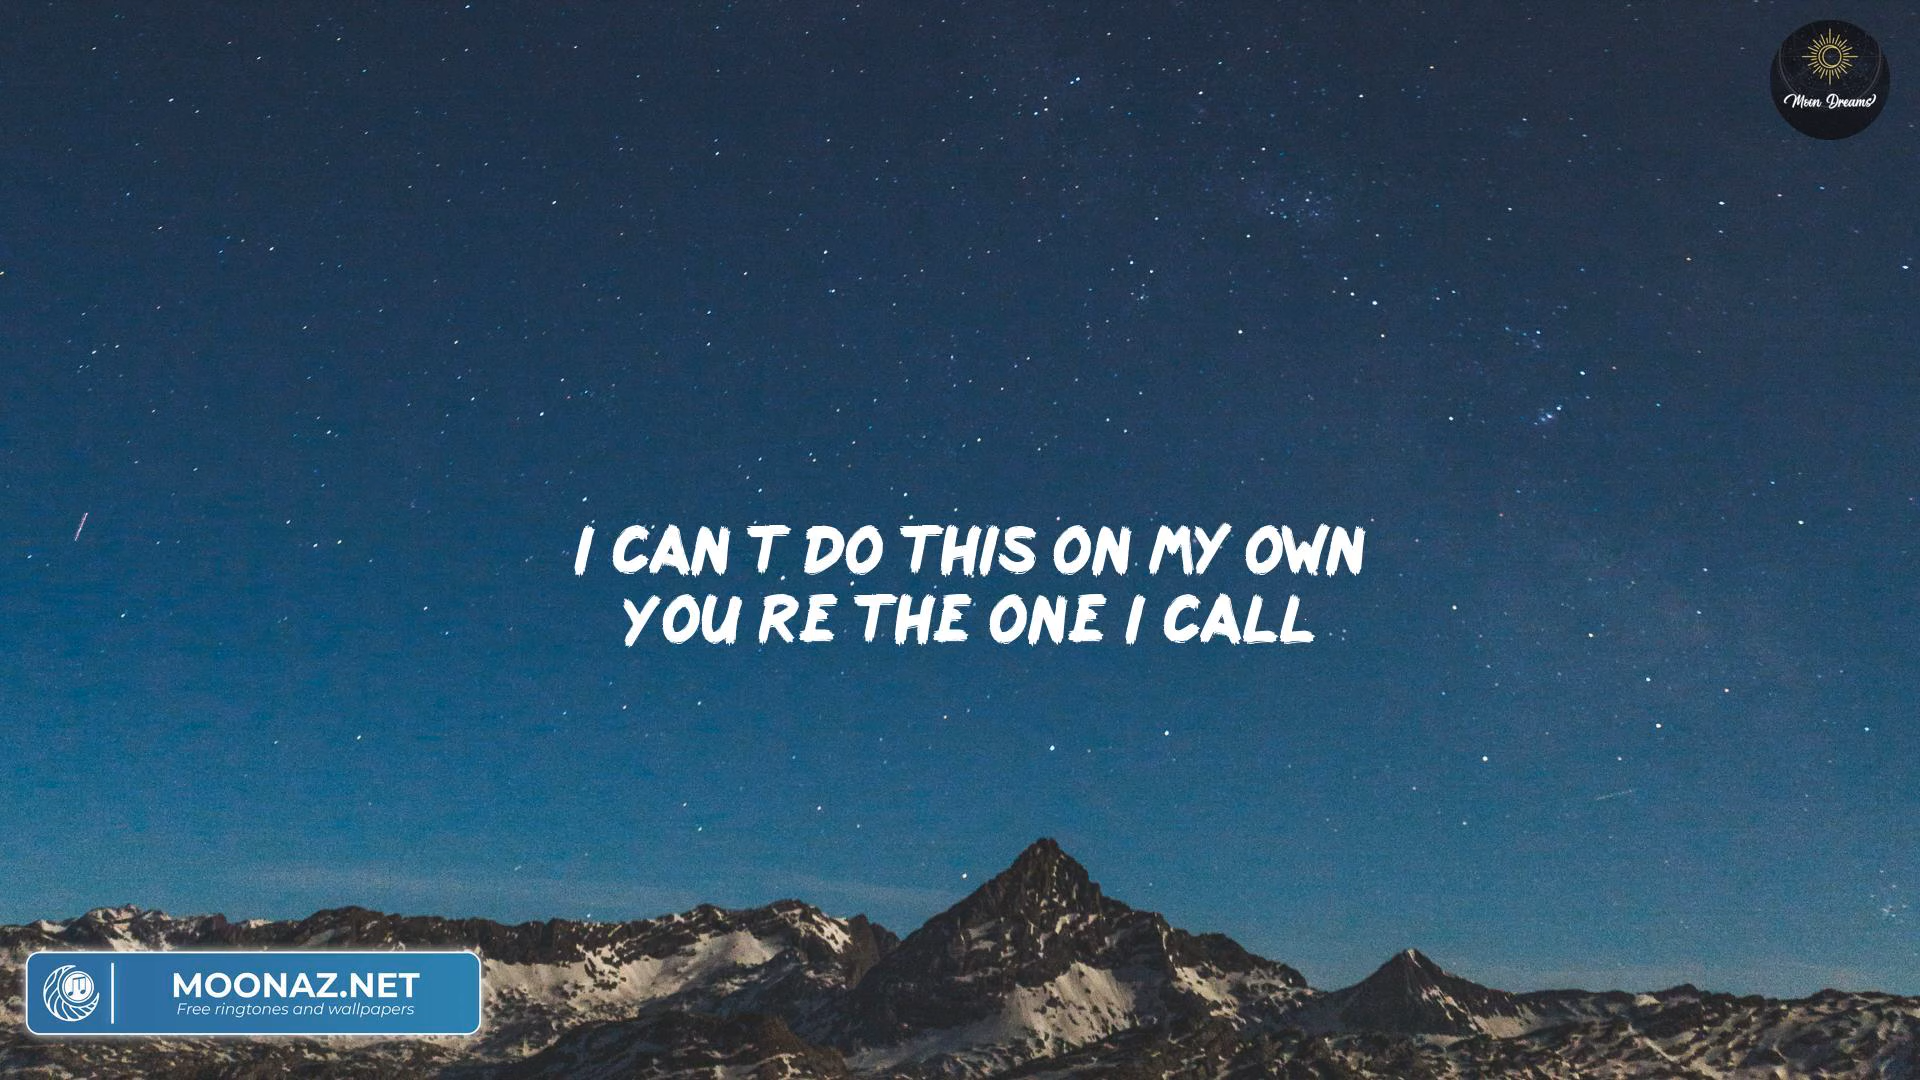 Moon Dreams
I CAN T DO THIS ON MY OWN
YOU RE THE ONE I CALL
MOONAZ.NET
Free ringtones and wallpapers